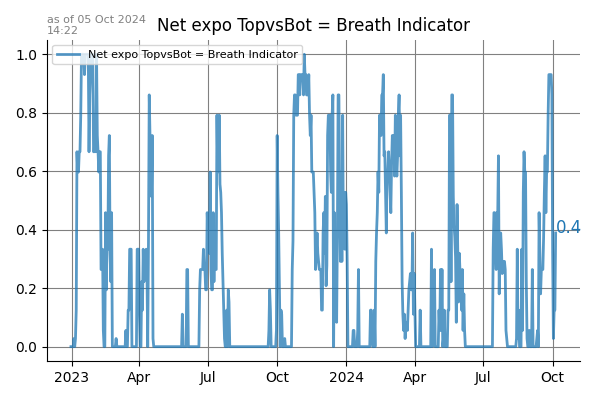 as of 05 Oct 2024
14:22
Net expo TopvsBot = Breath Indicator
Net expo TopvsBot = Breath Indicator
1.0
0.8
0.6
0.4
0.2
0.0
0.4
2023
Apr
Jul
Oct
2024
Apr
Jul
Oct